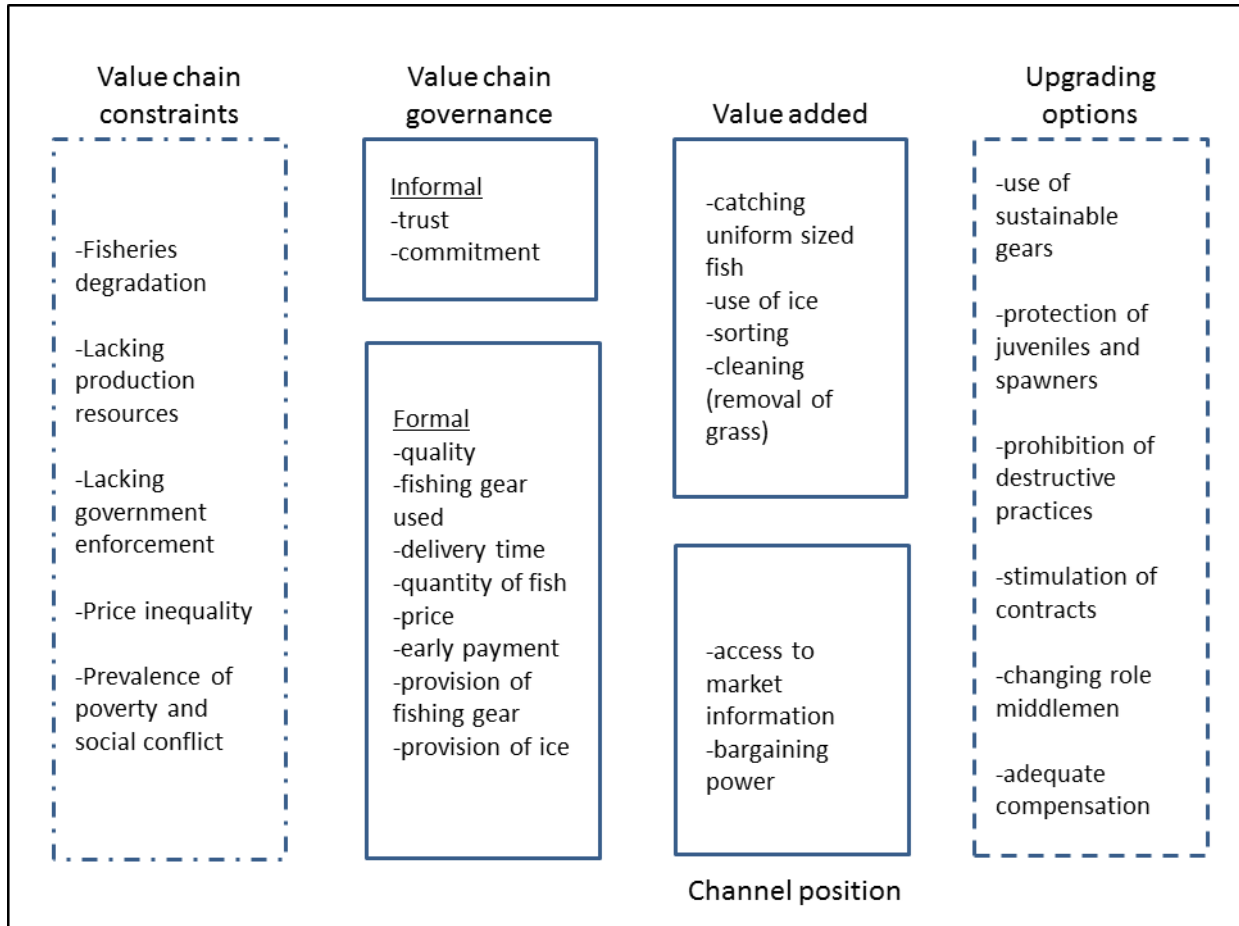 Value chain
constraints
-Fisheries
degradation
-Lacking
production
resources
-Lacking
government
enforcement
-Price inequality
-Prevalence of
poverty and
social conflict
Value chain
governance
Informal
-trust
-commitment
Formal
-quality
-fishing gear
used
-delivery time
-quantity of fish
-price
-early payment
-provision of
fishing gear
-provision of ice
Value added
-catching
uniform sized
fish
-use of ice
-sorting
-cleaning
(removal of
grass)
-access to
market
information
-bargaining
power
Channel position
Upgrading
options
-use of
sustainable
gears
-protection of
juveniles and
spawners
-prohibition of
destructive
practices
-stimulation of
contracts
-changing role
middlemen
-adequate
compensation